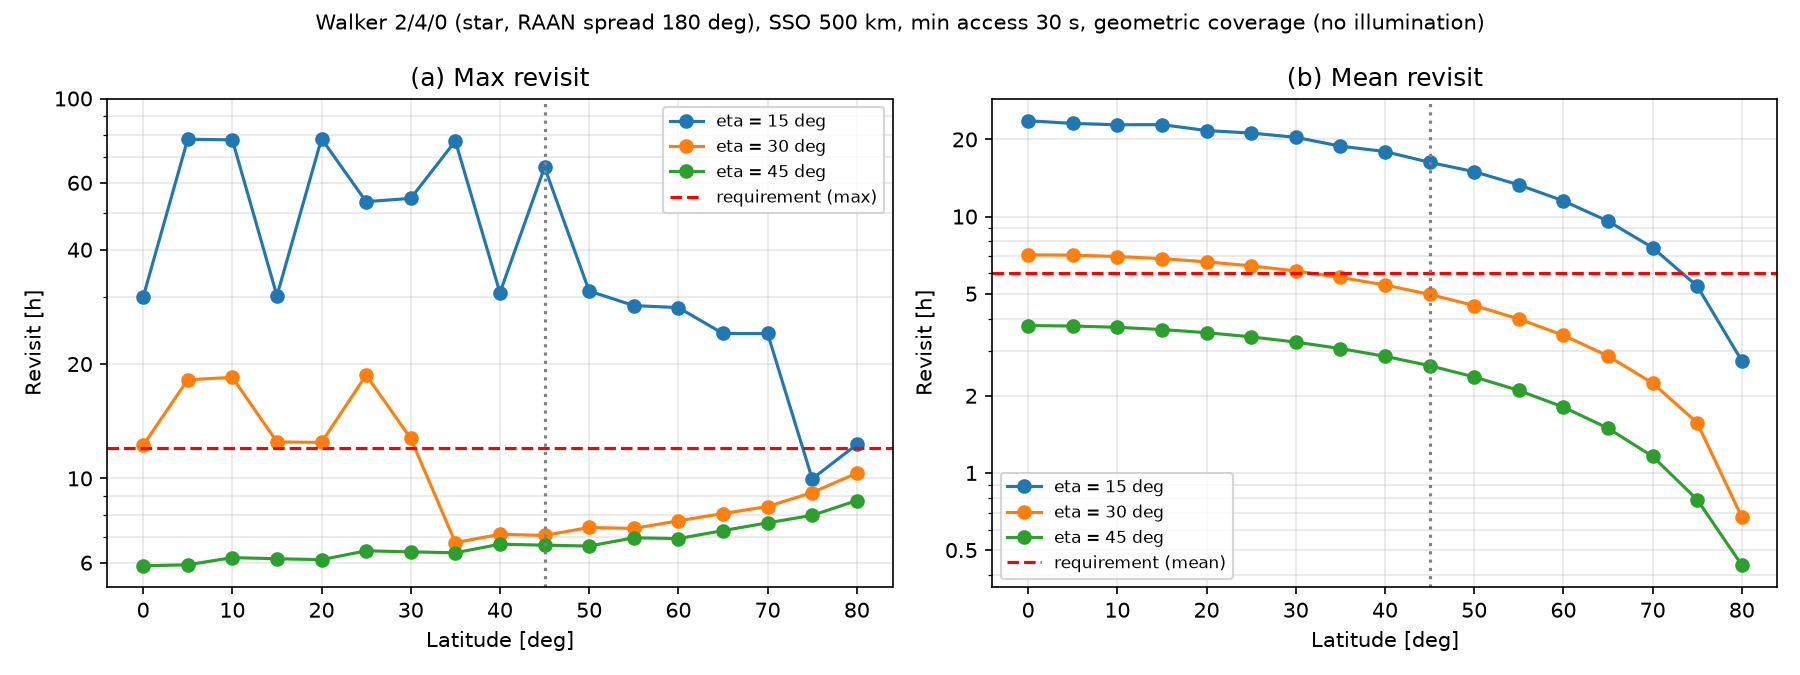 Walker 2/4/0 (star, RAAN spread 180 deg), SSO 500 km, min access 30 s, geometric coverage (no illumination)
(a) Max revisit
Revisit [h]
100
60
40
20
10
6
0 10 20 30 40 50 60 70 80
Latitude [deg]
eta = 15 deg
eta = 30 deg
eta = 45 deg
requirement (max)
(b) Mean revisit
Revisit [h]
20
10
5
2
1
0.5
0 10 20 30 40 50 60 70 80
Latitude [deg]
eta = 15 deg
eta = 30 deg
eta = 45 deg
requirement (mean)